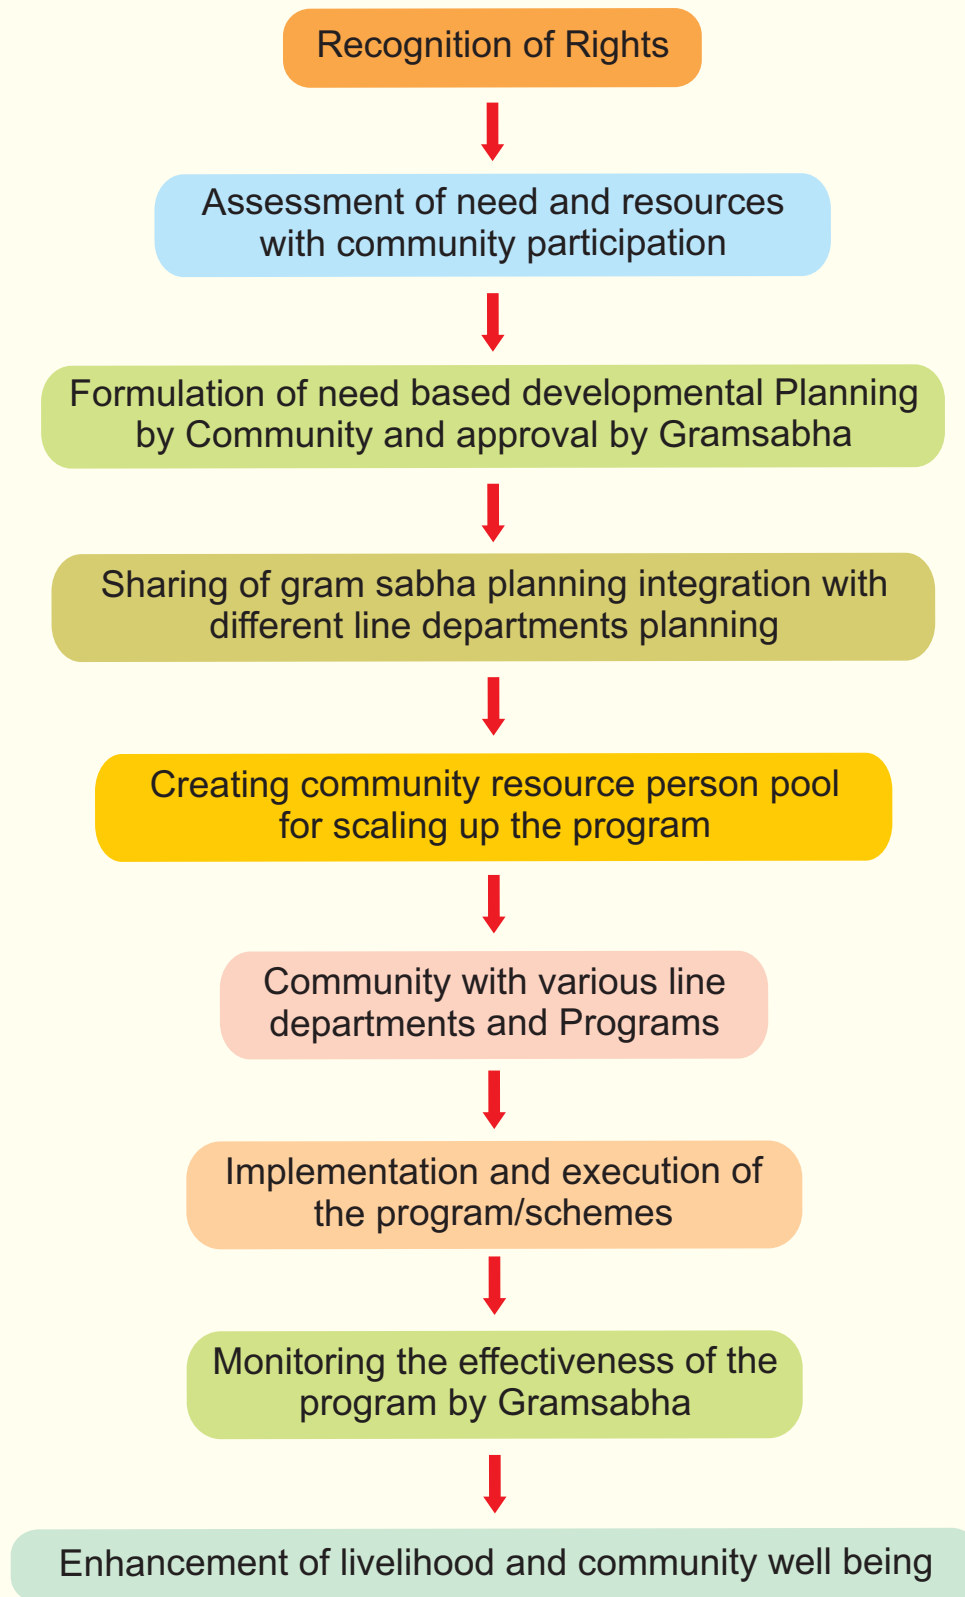 Recognition of Rights
Assessment of need and resources
with community participation
Formulation of need based developmental Planning
by Community and approval by Gramsabha
Sharing of gram sabha planning integration with
different line departments planning
Creating community resource person pool
for scaling up the program
Community with various line
departments and Programs
Implementation and execution of
the program/schemes
Monitoring the effectiveness of the
program by Gramsabha
Enhancement of livelihood and community well being